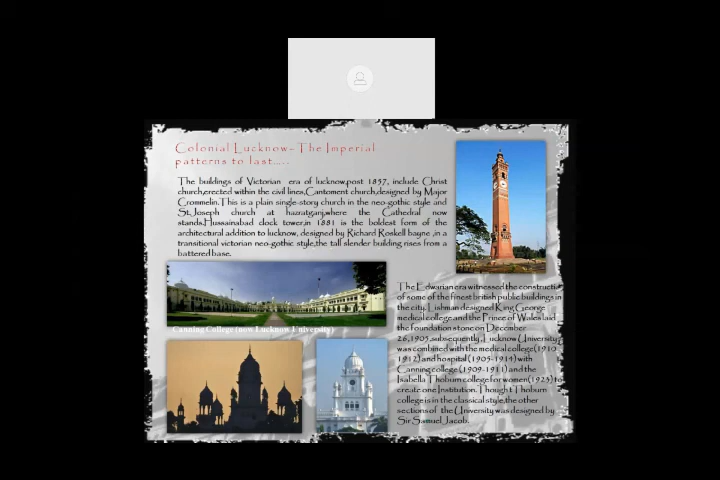 Colonial Lucknow- The Imperial
patterns to last.....
The buildings of Victorian era of lucknow,post 1857, include Christ
church,erected within the civil lines,Cantoment church,designed by Major
Crommelin.This is a plain single-story church in the neo-gothic style and
St.Joseph church at hazratganj,where the Cathedral now
stands.Hussainabad clock tower,in 1881 is the boldest form of the
architectural addition to lucknow, designed by Richard Roskell bayne ,in a
transitional victorian neo-gothic style,the tall slender building rises from a
battered base.
Canning College (now Lucknow University)
The Edwarian era witnessed the constructi
of some of the finest british public buildings in
the city. Lishman designed King George
medical college and the Prince of Wales laid
the foundation stone on December
26,1905.subsequently , Lucknow University
was combined with the medical college(1910-
1912) and hospital (1905-1914) with
Canning college (1909-1911) and the
Isabella Thoburn college for women(1923) to
create one Institution. Thought Thoburn
college is in the classical style,the other
sections of the University was designed by
Sir Samuel Jacob.